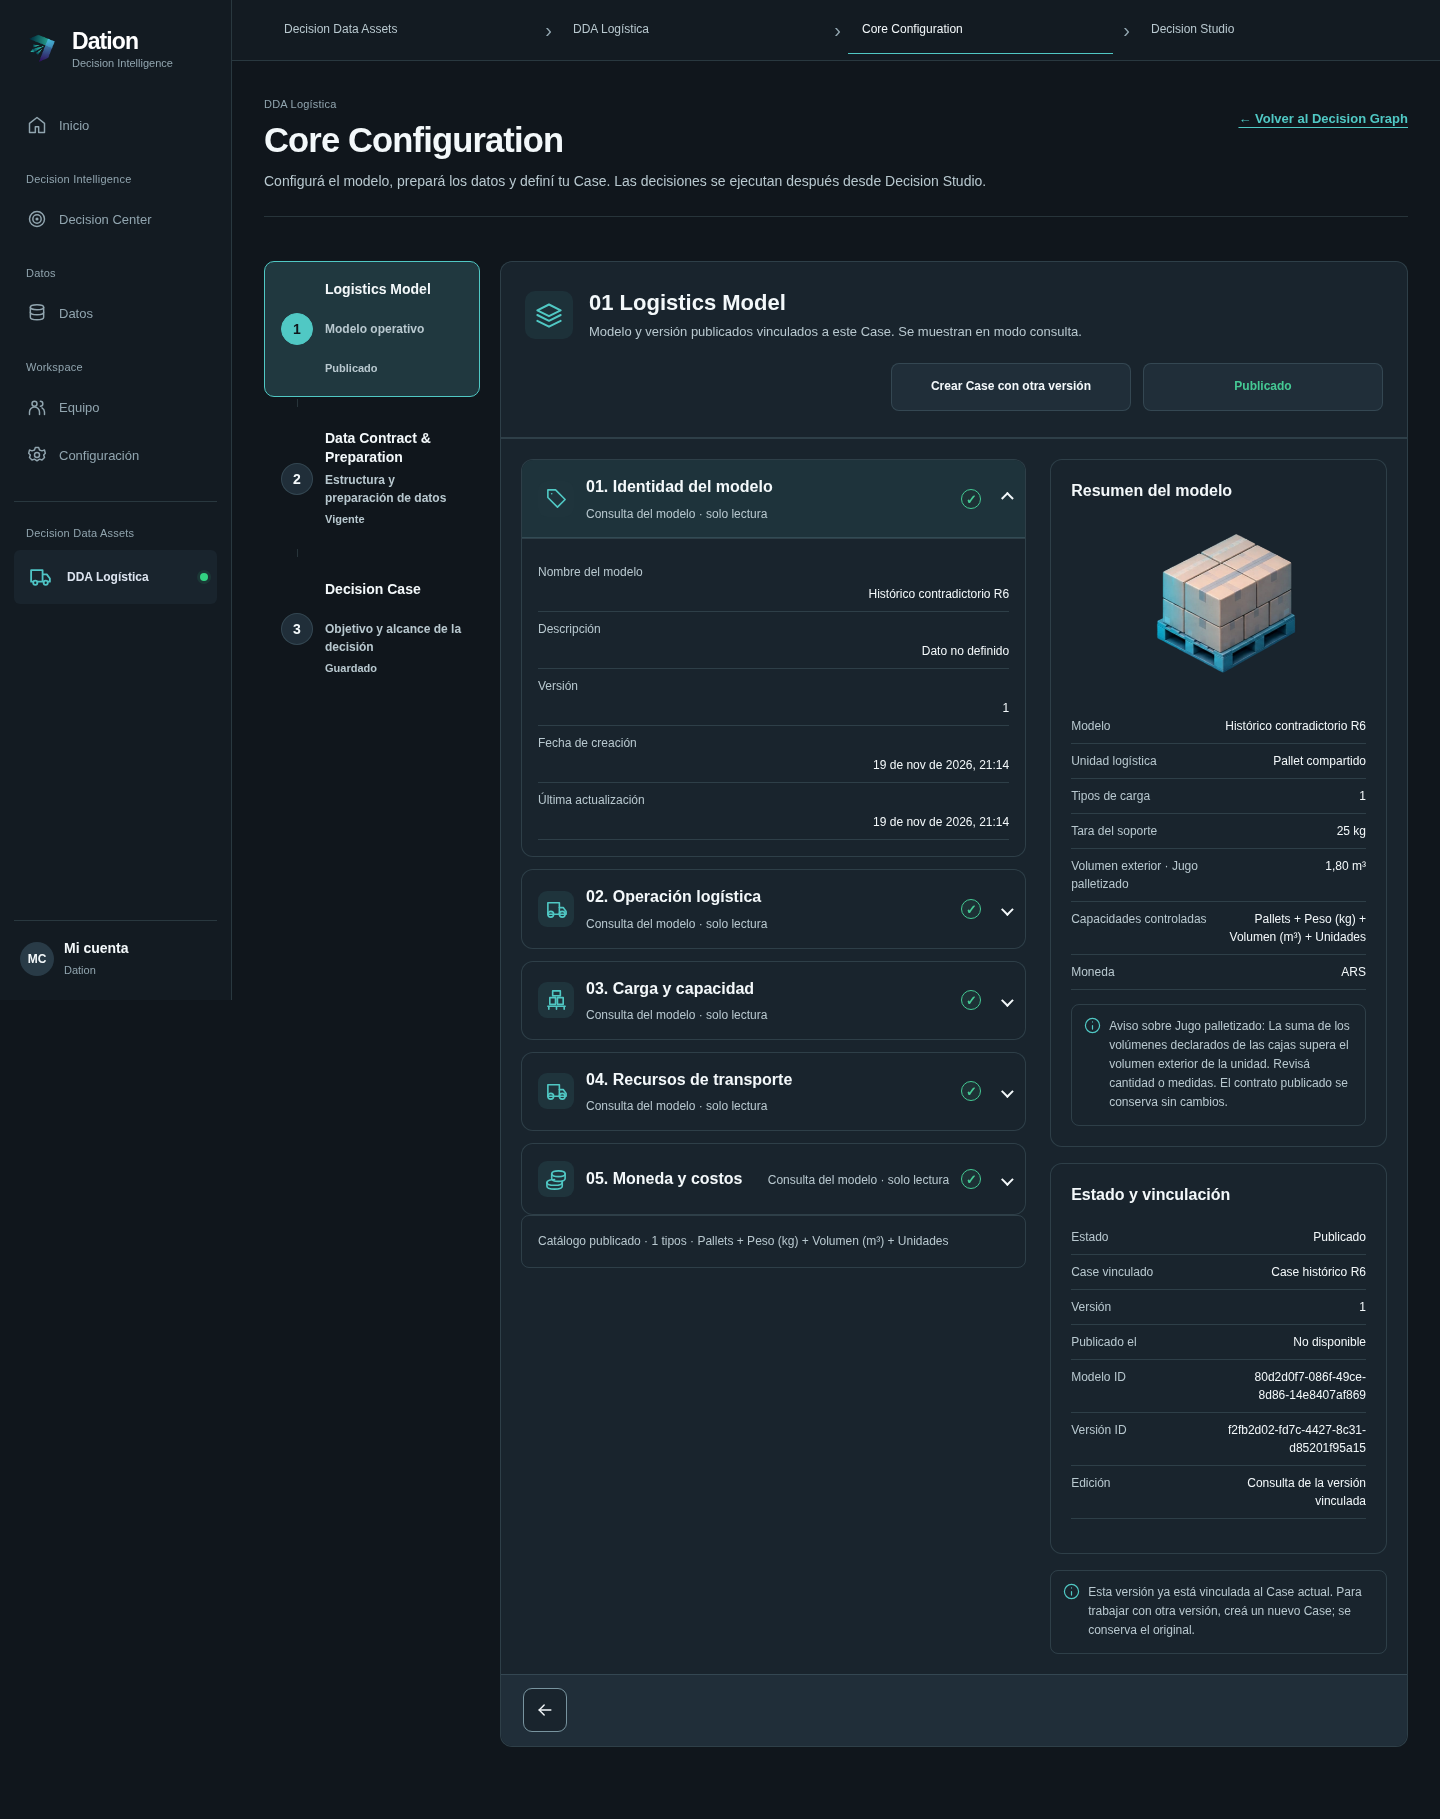 Dation
Decision Intelligence
Inicio
Decision Intelligence
Decision Center
Datos
Datos
Workspace
Equipo
Configuración
Decision Data Assets
DDA Logística
MC
Mi cuenta
Dation
Decision Data Assets
DDA Logística
Core Configuration
Decision Studio
DDA Logística
Core Configuration
Configurá el modelo, prepará los datos y definí tu Case. Las decisiones se ejecutan después desde Decision Studio.
← Volver al Decision Graph
Logistics Model
1
Modelo operativo
Publicado
Data Contract &
Preparation
2
Estructura y
preparación de datos
Vigente
Decision Case
3
Objetivo y alcance de la
decisión
Guardado
01 Logistics Model
Modelo y versión publicados vinculados a este Case. Se muestran en modo consulta.
Crear Case con otra versión
Publicado
01. Identidad del modelo
Consulta del modelo · solo lectura
Nombre del modelo
Histórico contradictorio R6
Descripción
Dato no definido
Versión
1
Fecha de creación
19 de nov de 2026, 21:14
Última actualización
19 de nov de 2026, 21:14
02. Operación logística
Consulta del modelo · solo lectura
03. Carga y capacidad
Consulta del modelo · solo lectura
04. Recursos de transporte
Consulta del modelo · solo lectura
05. Moneda y costos
Consulta del modelo · solo lectura
Catálogo publicado · 1 tipos · Pallets + Peso (kg) + Volumen (m³) + Unidades
Resumen del modelo
Modelo Histórico contradictorio R6
Unidad logística Pallet compartido
Tipos de carga 1
Tara del soporte 25 kg
Volumen exterior · Jugo 1,80 m³
palletizado
Capacidades controladas Pallets + Peso (kg) +
Volumen (m³) + Unidades
Moneda ARS
Aviso sobre Jugo palletizado: La suma de los
volúmenes declarados de las cajas supera el
volumen exterior de la unidad. Revisá
cantidad o medidas. El contrato publicado se
conserva sin cambios.
Estado y vinculación
Estado Publicado
Case vinculado Case histórico R6
Versión 1
Publicado el No disponible
Modelo ID 80d2d0f7-086f-49ce-
8d86-14e8407af869
Versión ID f2fb2d02-fd7c-4427-8c31-
d85201f95a15
Edición Consulta de la versión
vinculada
Esta versión ya está vinculada al Case actual. Para
trabajar con otra versión, creá un nuevo Case; se
conserva el original.